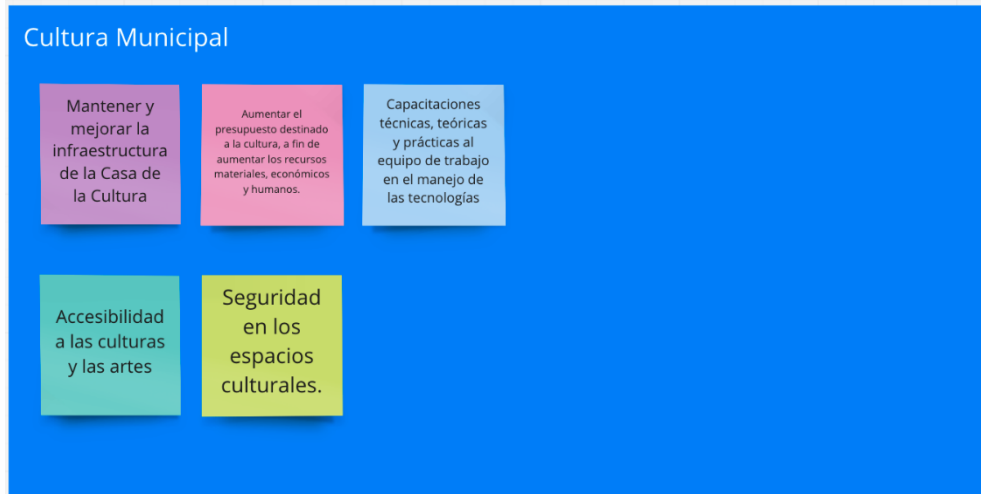 Cultura Municipal
Mantener y
mejorar la
infraestructura
de la Casa de
la Cultura
Aumentar el
presupuesto destinado
a la cultura, a fin de
aumentar los recursos
materiales, económicos
y humanos.
Capacitaciones
técnicas, teóricas
y prácticas al
equipo de trabajo
en el manejo de
las tecnologías
Accesibilidad
a las culturas
y las artes
Seguridad
en los
espacios
culturales.